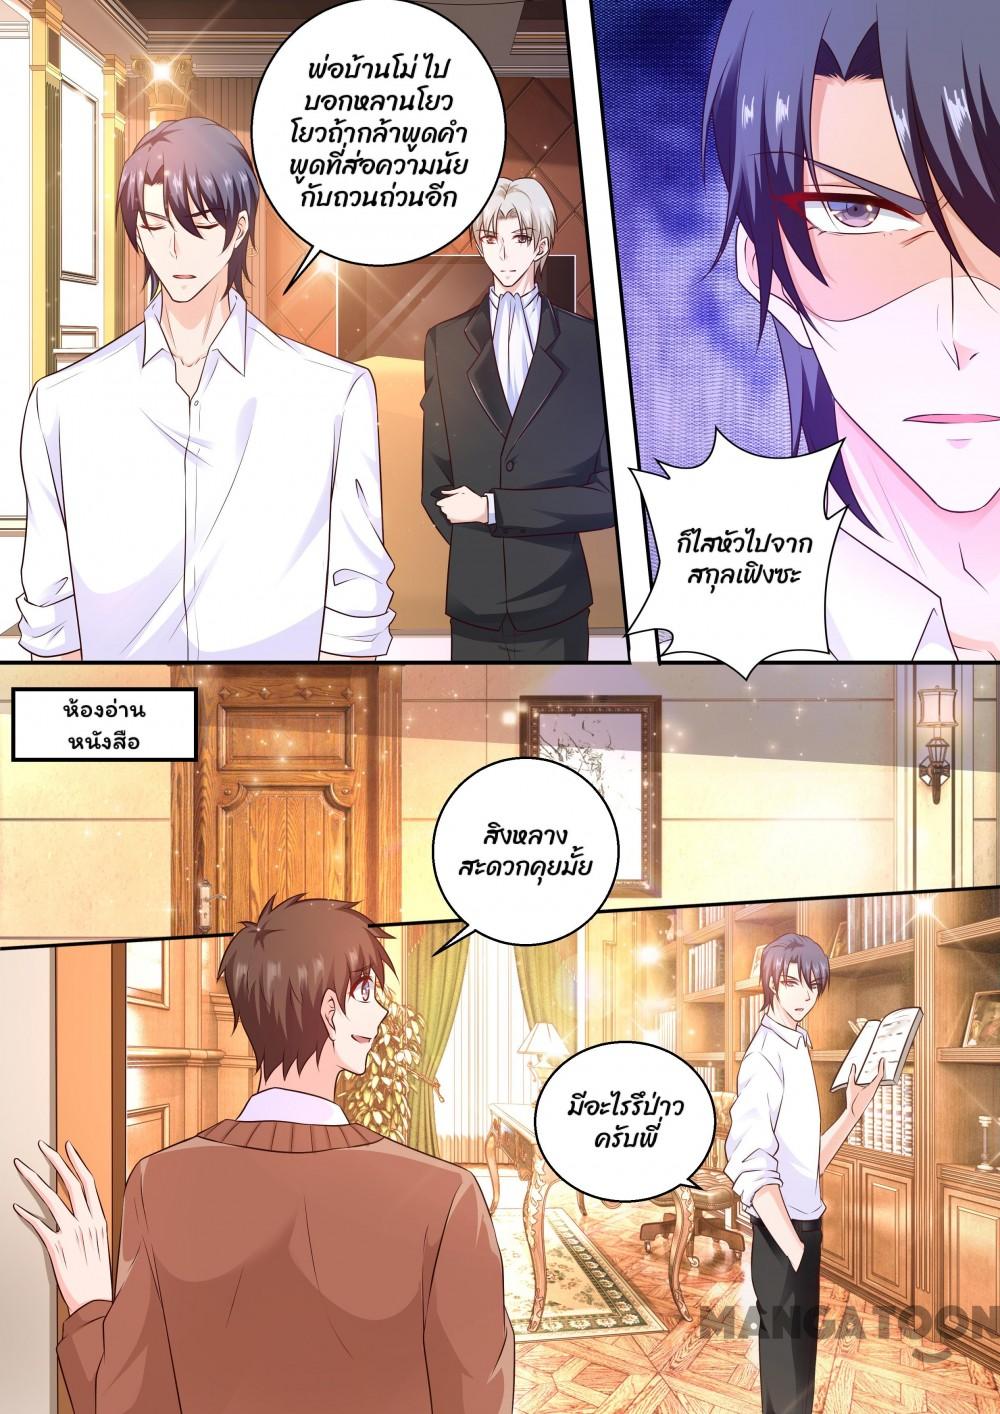 พ่อบ้านโม่ ไป
บอกหลานโยว
โยวถ้ากล้าพูดคำ
พูดที่ส่อความนัย
กับถวนถ่วนอีก
ก็ไสหัวไปจาก
สกุลเฟิงซะ
ห้องอ่าน
หนังสือ
สิงหลาง
สะดวกคุยมั้ย
มีอะไรรึป่าว
ครับพี่
MANGATOON